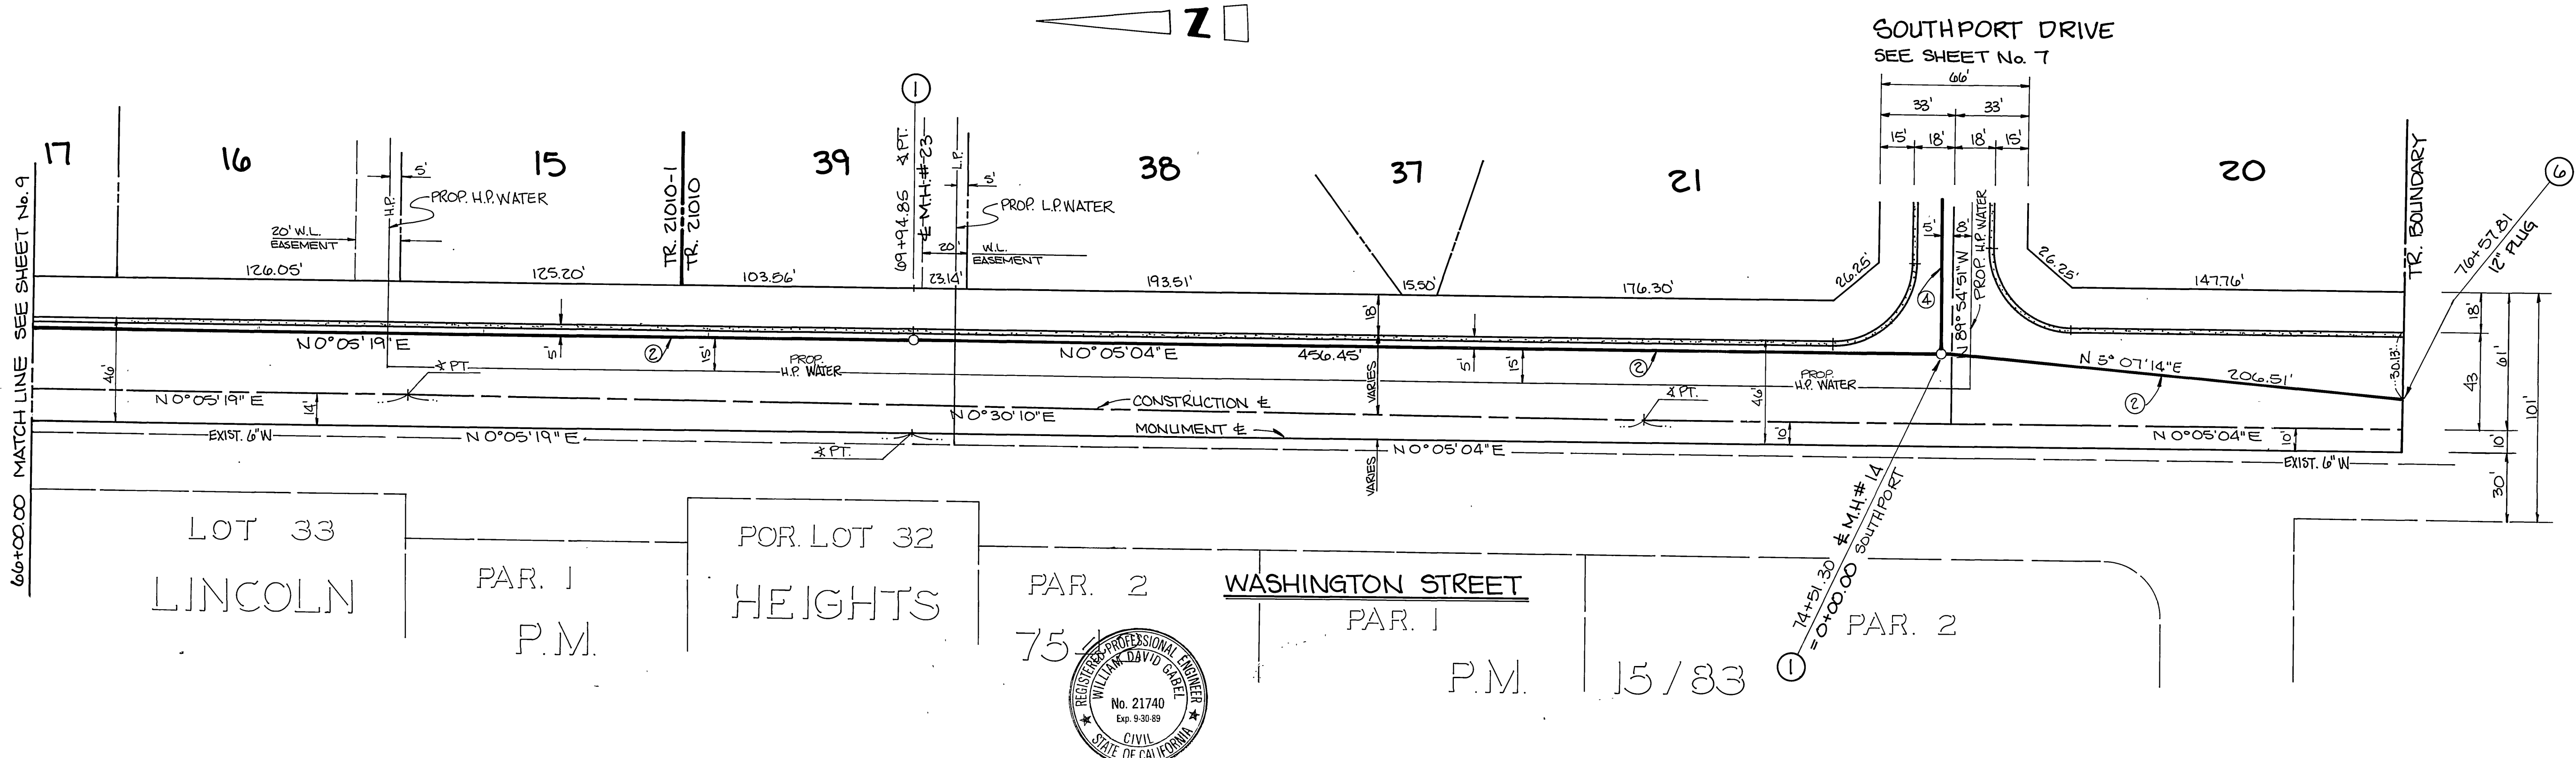 N
SOUTHPORT DRIVE
SEE SHEET No. 7
66'
33' 33'
15' 18' 18' 15'
17 16 15 39 38 37 21 20
66+00.00 MATCH LINE SEE SHEET No. 9
20' W.L.
EASEMENT
H.P.
5'
PROP. H.P. WATER
TR. 21010-1
TR. 21010
1
69+94.85 ∡PT.
℄ M.H.#23
L.P.
5'
PROP. L.P. WATER
20' W.L.
EASEMENT
126.05' 125.20' 103.56' 23.14' 193.51' 15.50' 176.30' 26.25' 26.25' 147.76'
5' 8'
4
N 89°54'51"W
PROP. H.P. WATER
TR. BOUNDARY
6
76+57.81
12" PLUG
18'
N 0°05'19"E
5'
2
15'
PROP.
H.P. WATER
N 0°05'04"E
456.45'
5'
15'
2
PROP.
H.P. WATER
N 5°07'14"E
206.51'
2
30.13'
18'
43
61'
10'
30'
101'
46'
∡PT.
N 0°05'19"E
14'
CONSTRUCTION ℄
N 0°30'10"E
VARIES
∡PT.
46'
10'
N 0°05'04"E
10'
EXIST. 6"W
N 0°05'19"E
∡PT.
MONUMENT ℄
VARIES
N 0°05'04"E
EXIST. 6"W
74+51.30 ℄ M.H.# 14
= 0+00.00 SOUTHPORT
1
LOT 33
LINCOLN
PAR. 1
P.M.
POR. LOT 32
HEIGHTS
PAR. 2
75
WASHINGTON STREET
PAR. 1
P.M. 15/83
PAR. 2
REGISTERED PROFESSIONAL ENGINEER
WILLIAM DAVID GABEL
No. 21740
Exp. 9-30-89
CIVIL
STATE OF CALIFORNIA